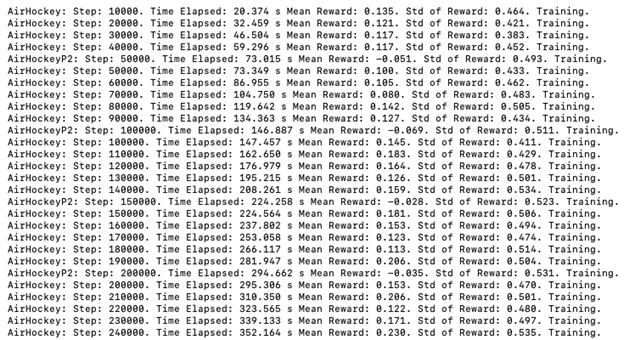 AirHockey: Step: 10000. Time Elapsed: 20.374 s Mean Reward: 0.135. Std of Reward: 0.464. Training.
AirHockey: Step: 20000. Time Elapsed: 32.459 s Mean Reward: 0.121. Std of Reward: 0.421. Training.
AirHockey: Step: 30000. Time Elapsed: 46.504 s Mean Reward: 0.117. Std of Reward: 0.383. Training.
AirHockey: Step: 40000. Time Elapsed: 59.296 s Mean Reward: 0.117. Std of Reward: 0.452. Training.
AirHockeyP2: Step: 50000. Time Elapsed: 73.015 s Mean Reward: -0.051. Std of Reward: 0.493. Training.
AirHockey: Step: 50000. Time Elapsed: 73.349 s Mean Reward: 0.100. Std of Reward: 0.433. Training.
AirHockey: Step: 60000. Time Elapsed: 86.955 s Mean Reward: 0.105. Std of Reward: 0.462. Training.
AirHockey: Step: 70000. Time Elapsed: 104.750 s Mean Reward: 0.080. Std of Reward: 0.483. Training.
AirHockey: Step: 80000. Time Elapsed: 119.642 s Mean Reward: 0.142. Std of Reward: 0.505. Training.
AirHockey: Step: 90000. Time Elapsed: 134.363 s Mean Reward: 0.127. Std of Reward: 0.434. Training.
AirHockeyP2: Step: 100000. Time Elapsed: 146.887 s Mean Reward: -0.069. Std of Reward: 0.511. Training.
AirHockey: Step: 100000. Time Elapsed: 147.457 s Mean Reward: 0.145. Std of Reward: 0.411. Training.
AirHockey: Step: 110000. Time Elapsed: 162.650 s Mean Reward: 0.183. Std of Reward: 0.429. Training.
AirHockey: Step: 120000. Time Elapsed: 176.979 s Mean Reward: 0.164. Std of Reward: 0.478. Training.
AirHockey: Step: 130000. Time Elapsed: 195.215 s Mean Reward: 0.126. Std of Reward: 0.501. Training.
AirHockey: Step: 140000. Time Elapsed: 208.261 s Mean Reward: 0.159. Std of Reward: 0.534. Training.
AirHockeyP2: Step: 150000. Time Elapsed: 224.258 s Mean Reward: -0.028. Std of Reward: 0.523. Training.
AirHockey: Step: 150000. Time Elapsed: 224.564 s Mean Reward: 0.181. Std of Reward: 0.506. Training.
AirHockey: Step: 160000. Time Elapsed: 237.802 s Mean Reward: 0.153. Std of Reward: 0.494. Training.
AirHockey: Step: 170000. Time Elapsed: 253.058 s Mean Reward: 0.123. Std of Reward: 0.474. Training.
AirHockey: Step: 180000. Time Elapsed: 266.117 s Mean Reward: 0.113. Std of Reward: 0.514. Training.
AirHockey: Step: 190000. Time Elapsed: 281.947 s Mean Reward: 0.206. Std of Reward: 0.504. Training.
AirHockeyP2: Step: 200000. Time Elapsed: 294.662 s Mean Reward: -0.035. Std of Reward: 0.531. Training.
AirHockey: Step: 200000. Time Elapsed: 295.306 s Mean Reward: 0.153. Std of Reward: 0.470. Training.
AirHockey: Step: 210000. Time Elapsed: 310.350 s Mean Reward: 0.206. Std of Reward: 0.501. Training.
AirHockey: Step: 220000. Time Elapsed: 323.565 s Mean Reward: 0.122. Std of Reward: 0.480. Training.
AirHockey: Step: 230000. Time Elapsed: 339.133 s Mean Reward: 0.171. Std of Reward: 0.497. Training.
AirHockey: Step: 240000. Time Elapsed: 352.164 s Mean Reward: 0.230. Std of Reward: 0.535. Training.